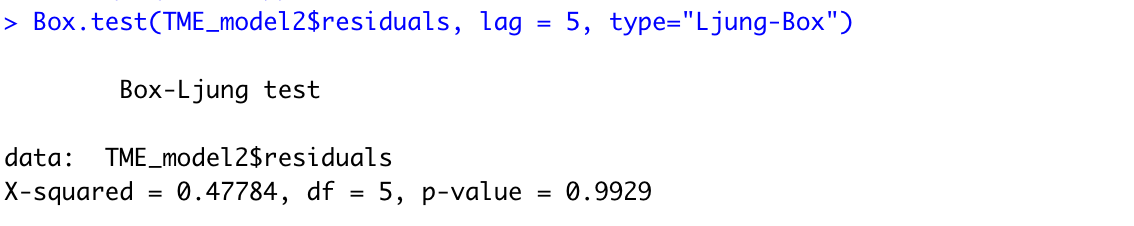 > Box.test(TME_model2$residuals, lag = 5, type="Ljung-Box")
Box-Ljung test
data:  TME_model2$residuals
X-squared = 0.47784, df = 5, p-value = 0.9929